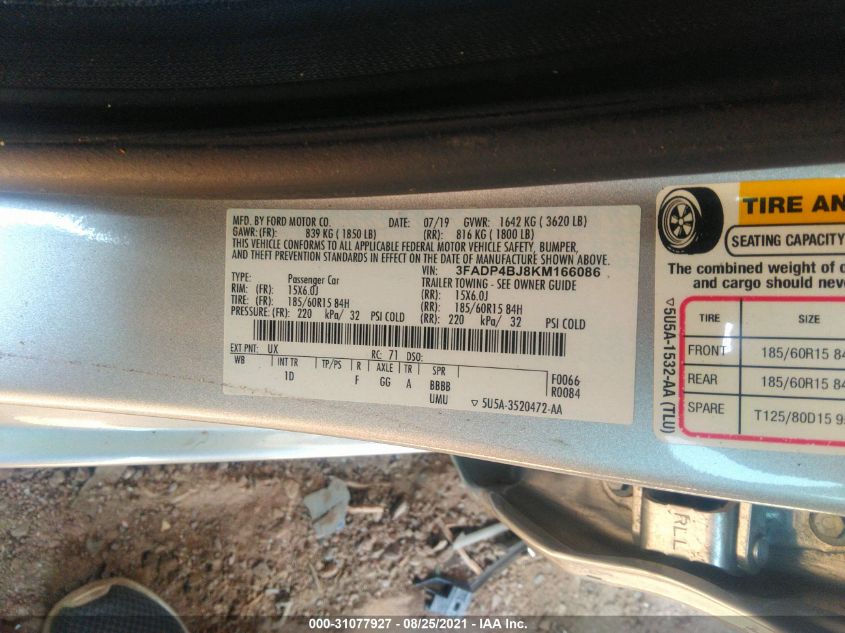 MFD. BY FORD MOTOR CO. DATE: 07/19 GVWR: 1642 KG ( 3620 LB)
GAWR: (FR): 839 KG ( 1850 LB) (RR): 816 KG ( 1800 LB)
THIS VEHICLE CONFORMS TO ALL APPLICABLE FEDERAL MOTOR VEHICLE SAFETY, BUMPER,
AND THEFT PREVENTION STANDARDS IN EFFECT ON THE DATE OF MANUFACTURE SHOWN ABOVE.
VIN: 3FADP4BJ8KM166086
TYPE: Passenger Car TRAILER TOWING - SEE OWNER GUIDE
RIM: (FR): 15X6.0J (RR): 15X6.0J
TIRE: (FR): 185/60R15 84H (RR): 185/60R15 84H
PRESSURE: (FR): 220 kPa/ 32 PSI COLD (RR): 220 kPa/ 32 PSI COLD
EXT PNT: UX RC: 71 DSO:
WB INT TR TP/PS R AXLE TR SPR F0066
1D F GG A BBBB R0084
UMU ▽ 5U5A-3520472-AA
TIRE AN
SEATING CAPACITY
The combined weight of
and cargo should neve
TIRE SIZE
FRONT 185/60R15 84
REAR 185/60R15 84
SPARE T125/80D15 9
▽5U5A-1532-AA (TLU)
RLL
000-31077927 - 08/25/2021 - IAA Inc.